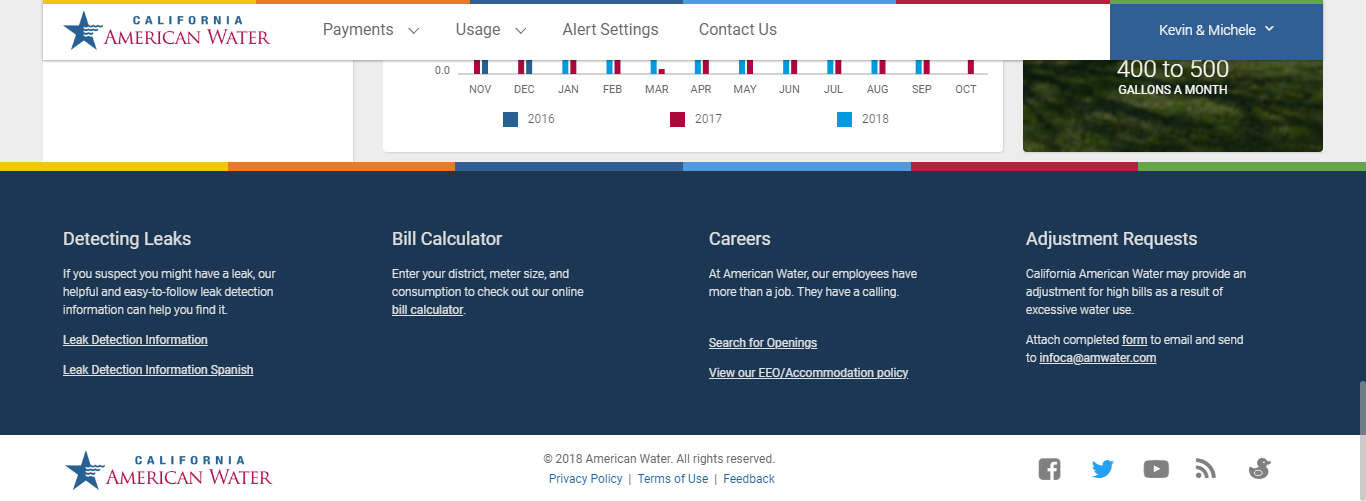 CALIFORNIA
AMERICAN WATER
Payments
Usage
Alert Settings
Contact Us
Kevin & Michele
0.0
NOV DEC JAN FEB MAR APR MAY JUN JUL AUG SEP OCT
2016 2017 2018
400 to 500
GALLONS A MONTH
Detecting Leaks
If you suspect you might have a leak, our
helpful and easy-to-follow leak detection
information can help you find it.
Leak Detection Information
Leak Detection Information Spanish
Bill Calculator
Enter your district, meter size, and
consumption to check out our online
bill calculator.
Careers
At American Water, our employees have
more than a job. They have a calling.
Search for Openings
View our EEO/Accommodation policy
Adjustment Requests
California American Water may provide an
adjustment for high bills as a result of
excessive water use.
Attach completed form to email and send
to infoca@amwater.com
CALIFORNIA
AMERICAN WATER
© 2018 American Water. All rights reserved.
Privacy Policy | Terms of Use | Feedback